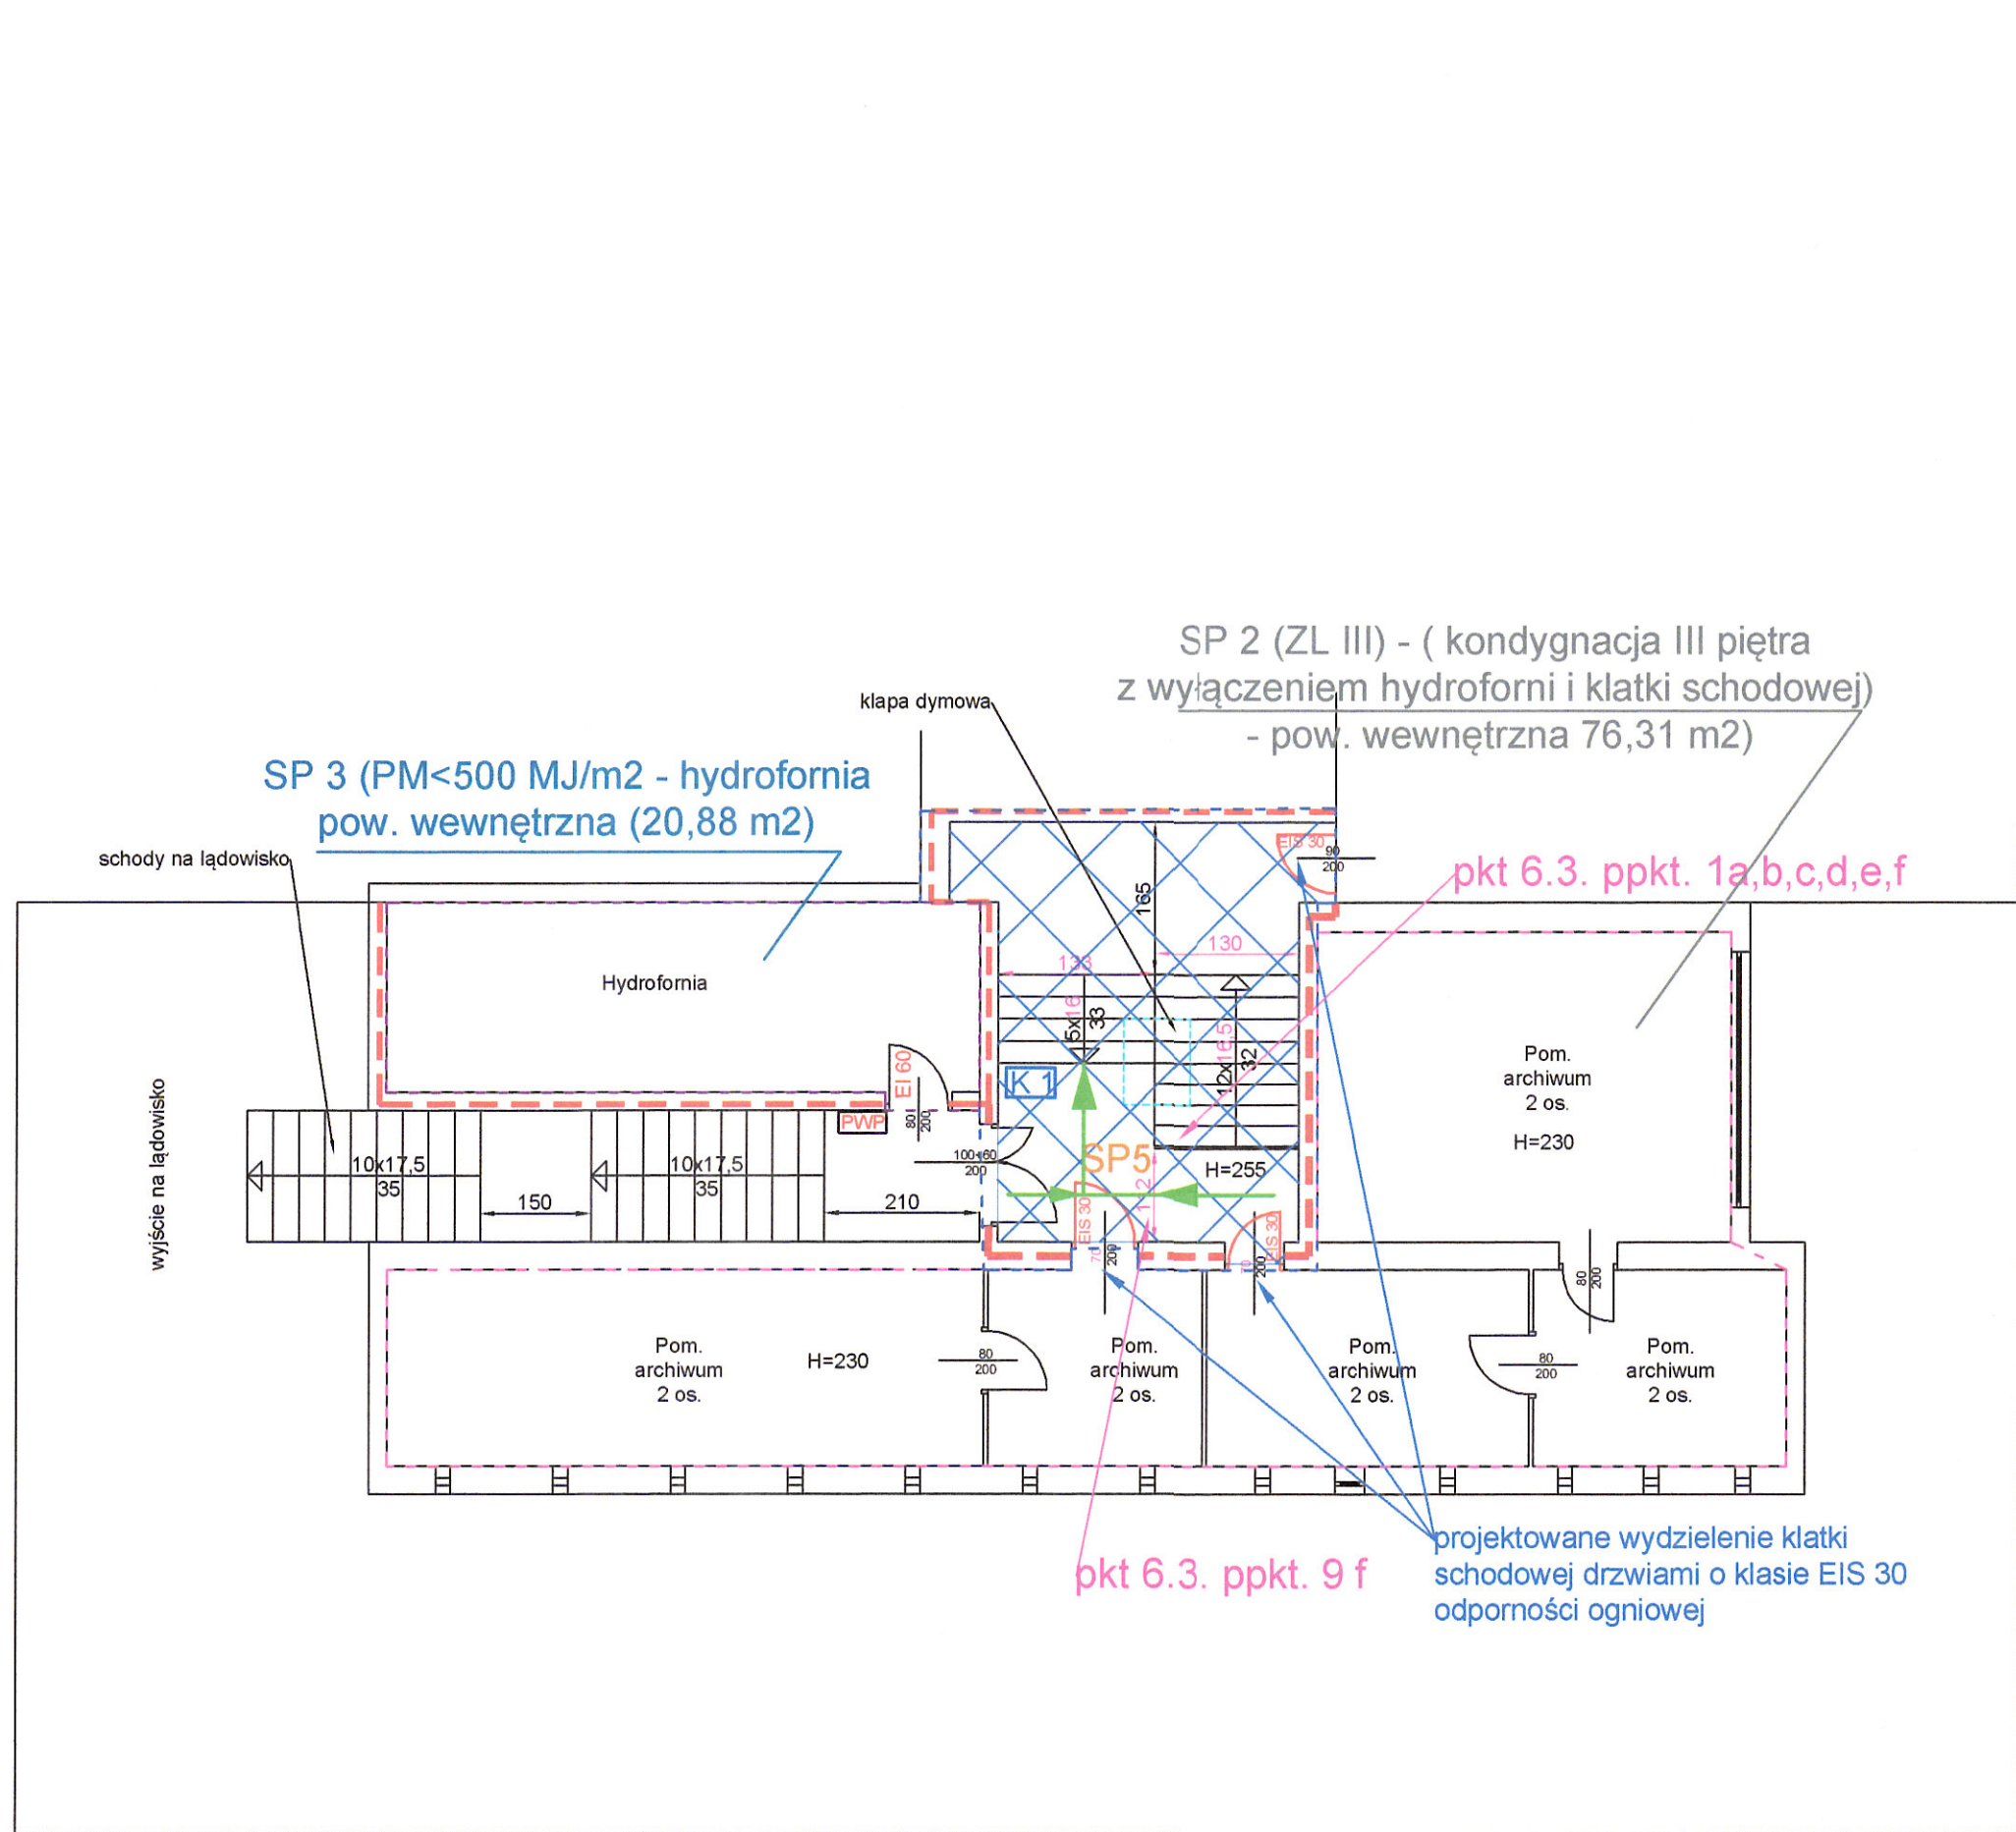 SP 2 (ZL III) - ( kondygnacja III piętra
z wyłączeniem hydroforni i klatki schodowej)
- pow. wewnętrzna 76,31 m2)
klapa dymowa
SP 3 (PM<500 MJ/m2 - hydrofornia
pow. wewnętrzna (20,88 m2)
schody na lądowisko
EIS 30
90
200
pkt 6.3. ppkt. 1a,b,c,d,e,f
165
130
133
Hydrofornia
5x16
33
12x16,5
32
Pom.
archiwum
2 os.
H=230
EI 60
K 1
PWP
80
200
wyjście na lądowisko
10x17,5
35
10x17,5
35
150
210
100+60
200
SP5
H=255
EIS 30
70
200
EIS 30
70
200
80
200
Pom.
archiwum
2 os.
H=230
80
200
Pom.
archiwum
2 os.
Pom.
archiwum
2 os.
80
200
Pom.
archiwum
2 os.
projektowane wydzielenie klatki
schodowej drzwiami o klasie EIS 30
odporności ogniowej
pkt 6.3. ppkt. 9 f